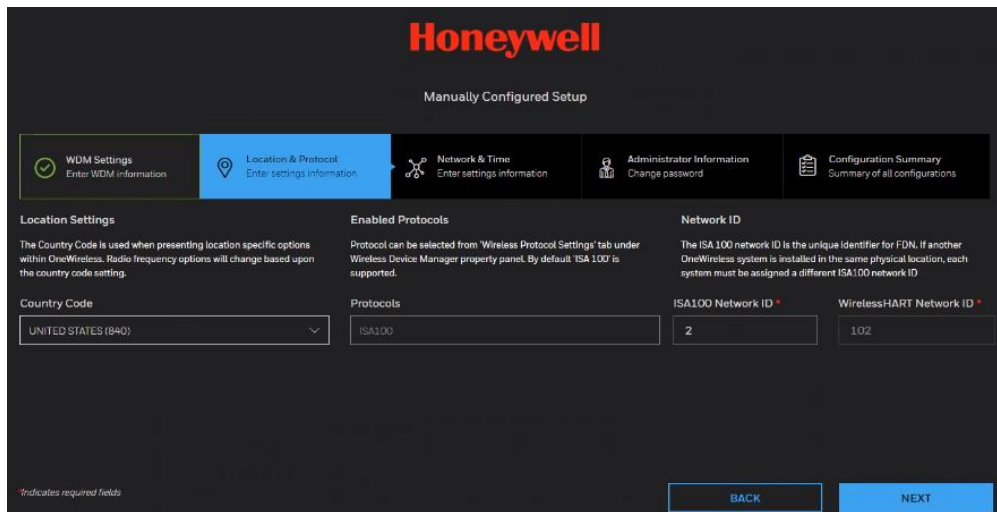 Honeywell
Manually Configured Setup
WDM Settings
Enter WDM information
Location & Protocol
Enter settings information
Network & Time
Enter settings information
Administrator Information
Change password
Configuration Summary
Summary of all configurations
Location Settings
The Country Code is used when presenting location specific options
within OneWireless. Radio frequency options will change based upon
the country code setting.
Country Code
UNITED STATES (840)
Enabled Protocols
Protocol can be selected from 'Wireless Protocol Settings' tab under
Wireless Device Manager property panel. By default 'ISA 100' is
supported.
Protocols
ISA100
Network ID
The ISA 100 network ID is the unique identifier for FDN. If another
OneWireless system is installed in the same physical location, each
system must be assigned a different ISA100 network ID
ISA100 Network ID *
2
WirelessHART Network ID *
102
*Indicates required fields
BACK
NEXT